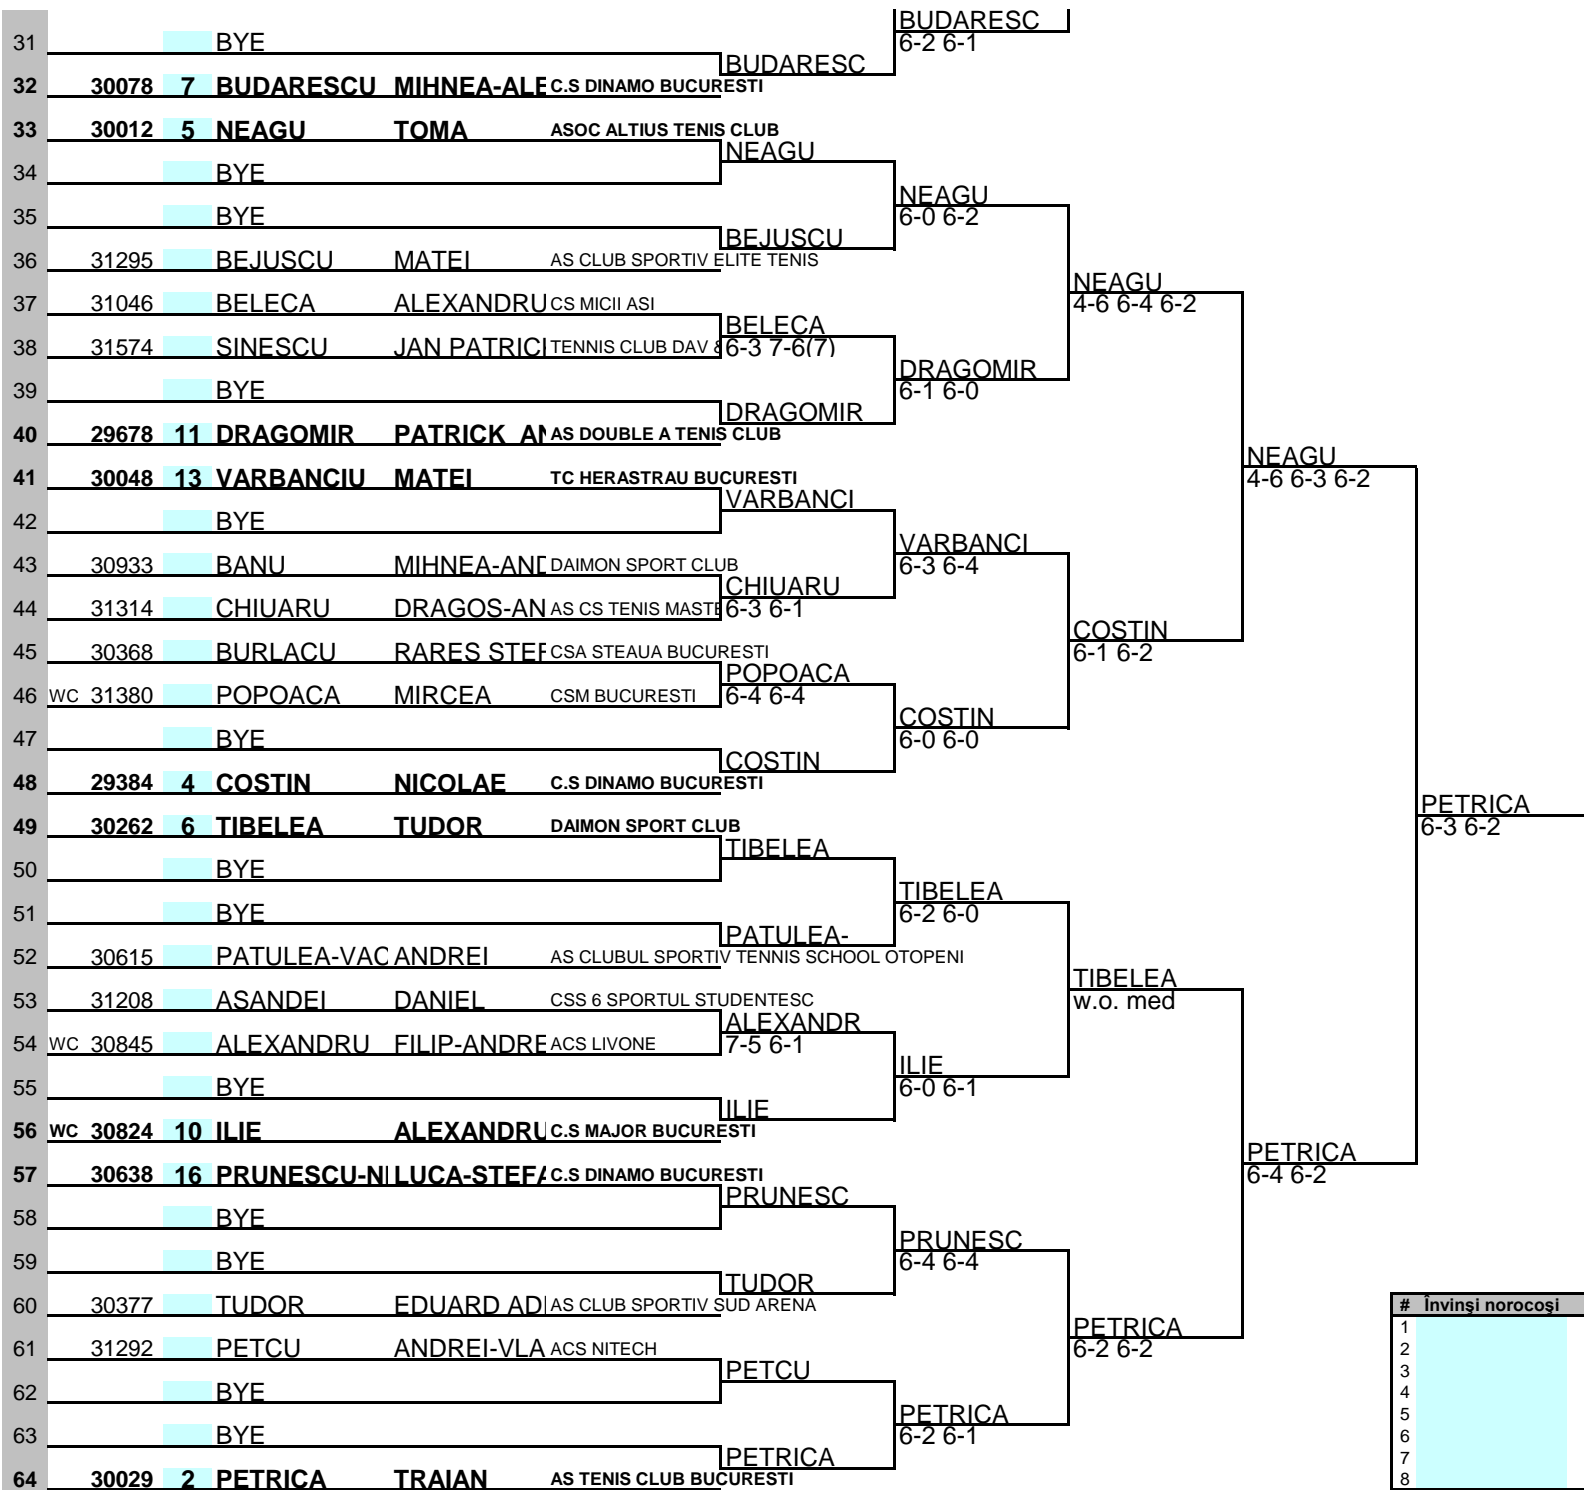 BUDARESC
31 BYE 6-2 6-1
BUDARESC
32 30078 7 BUDARESCU MIHNEA-ALE C.S DINAMO BUCURESTI
33 30012 5 NEAGU TOMA ASOC ALTIUS TENIS CLUB
NEAGU
34 BYE
NEAGU
35 BYE 6-0 6-2
BEJUSCU
36 31295 BEJUSCU MATEI AS CLUB SPORTIV ELITE TENIS
NEAGU
37 31046 BELECA ALEXANDRU CS MICII ASI 4-6 6-4 6-2
BELECA
38 31574 SINESCU JAN PATRICI TENNIS CLUB DAV & 6-3 7-6(7)
DRAGOMIR
39 BYE 6-1 6-0
DRAGOMIR
40 29678 11 DRAGOMIR PATRICK AN AS DOUBLE A TENIS CLUB
NEAGU
41 30048 13 VARBANCIU MATEI TC HERASTRAU BUCURESTI 4-6 6-3 6-2
VARBANCI
42 BYE
VARBANCI
43 30933 BANU MIHNEA-AND DAIMON SPORT CLUB 6-3 6-4
CHIUARU
44 31314 CHIUARU DRAGOS-AN AS CS TENIS MASTE 6-3 6-1
COSTIN
45 30368 BURLACU RARES STEF CSA STEAUA BUCURESTI 6-1 6-2
POPOACA
46 WC 31380 POPOACA MIRCEA CSM BUCURESTI 6-4 6-4
COSTIN
47 BYE 6-0 6-0
COSTIN
48 29384 4 COSTIN NICOLAE C.S DINAMO BUCURESTI
PETRICA
49 30262 6 TIBELEA TUDOR DAIMON SPORT CLUB 6-3 6-2
TIBELEA
50 BYE
TIBELEA
51 BYE 6-2 6-0
PATULEA-
52 30615 PATULEA-VAC ANDREI AS CLUBUL SPORTIV TENNIS SCHOOL OTOPENI
TIBELEA
53 31208 ASANDEI DANIEL CSS 6 SPORTUL STUDENTESC w.o. med
ALEXANDR
54 WC 30845 ALEXANDRU FILIP-ANDRE ACS LIVONE 7-5 6-1
ILIE
55 BYE 6-0 6-1
ILIE
56 WC 30824 10 ILIE ALEXANDRU C.S MAJOR BUCURESTI
PETRICA
57 30638 16 PRUNESCU-NI LUCA-STEFA C.S DINAMO BUCURESTI 6-4 6-2
PRUNESC
58 BYE
PRUNESC
59 BYE 6-4 6-4
TUDOR
60 30377 TUDOR EDUARD AD AS CLUB SPORTIV SUD ARENA
# Învinși norocoși
1
PETRICA
61 31292 PETCU ANDREI-VLA ACS NITECH 6-2 6-2
2
3
PETCU
62 BYE
4
5
PETRICA
63 BYE 6-2 6-1
6
7
PETRICA
64 30029 2 PETRICA TRAIAN AS TENIS CLUB BUCURESTI
8